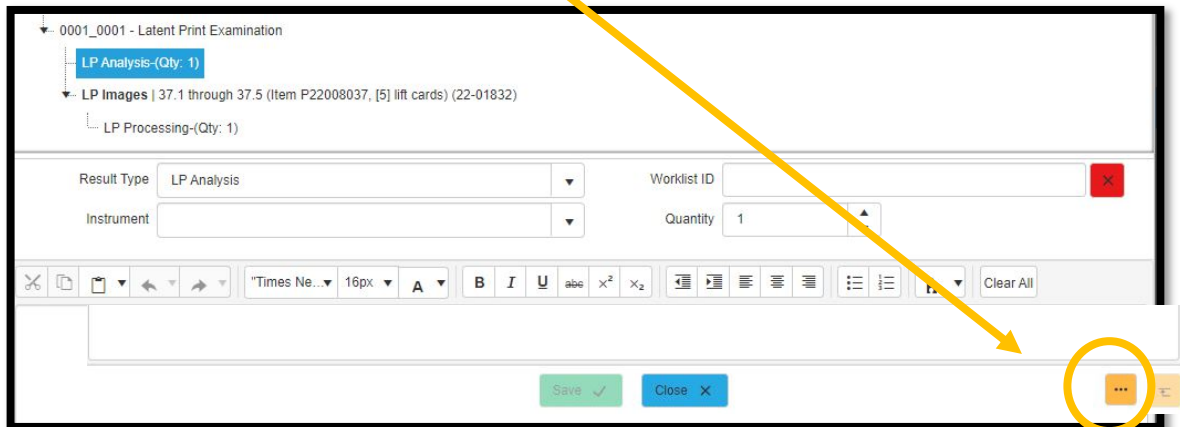 0001_0001 - Latent Print Examination
LP Analysis-(Qty: 1)
LP Images | 37.1 through 37.5 (Item P22008037, [5] lift cards) (22-01832)
LP Processing-(Qty: 1)
Result Type LP Analysis Worklist ID
Instrument Quantity 1
"Times Ne... 16px A B I U abc x² x₂ Clear All
Save Close